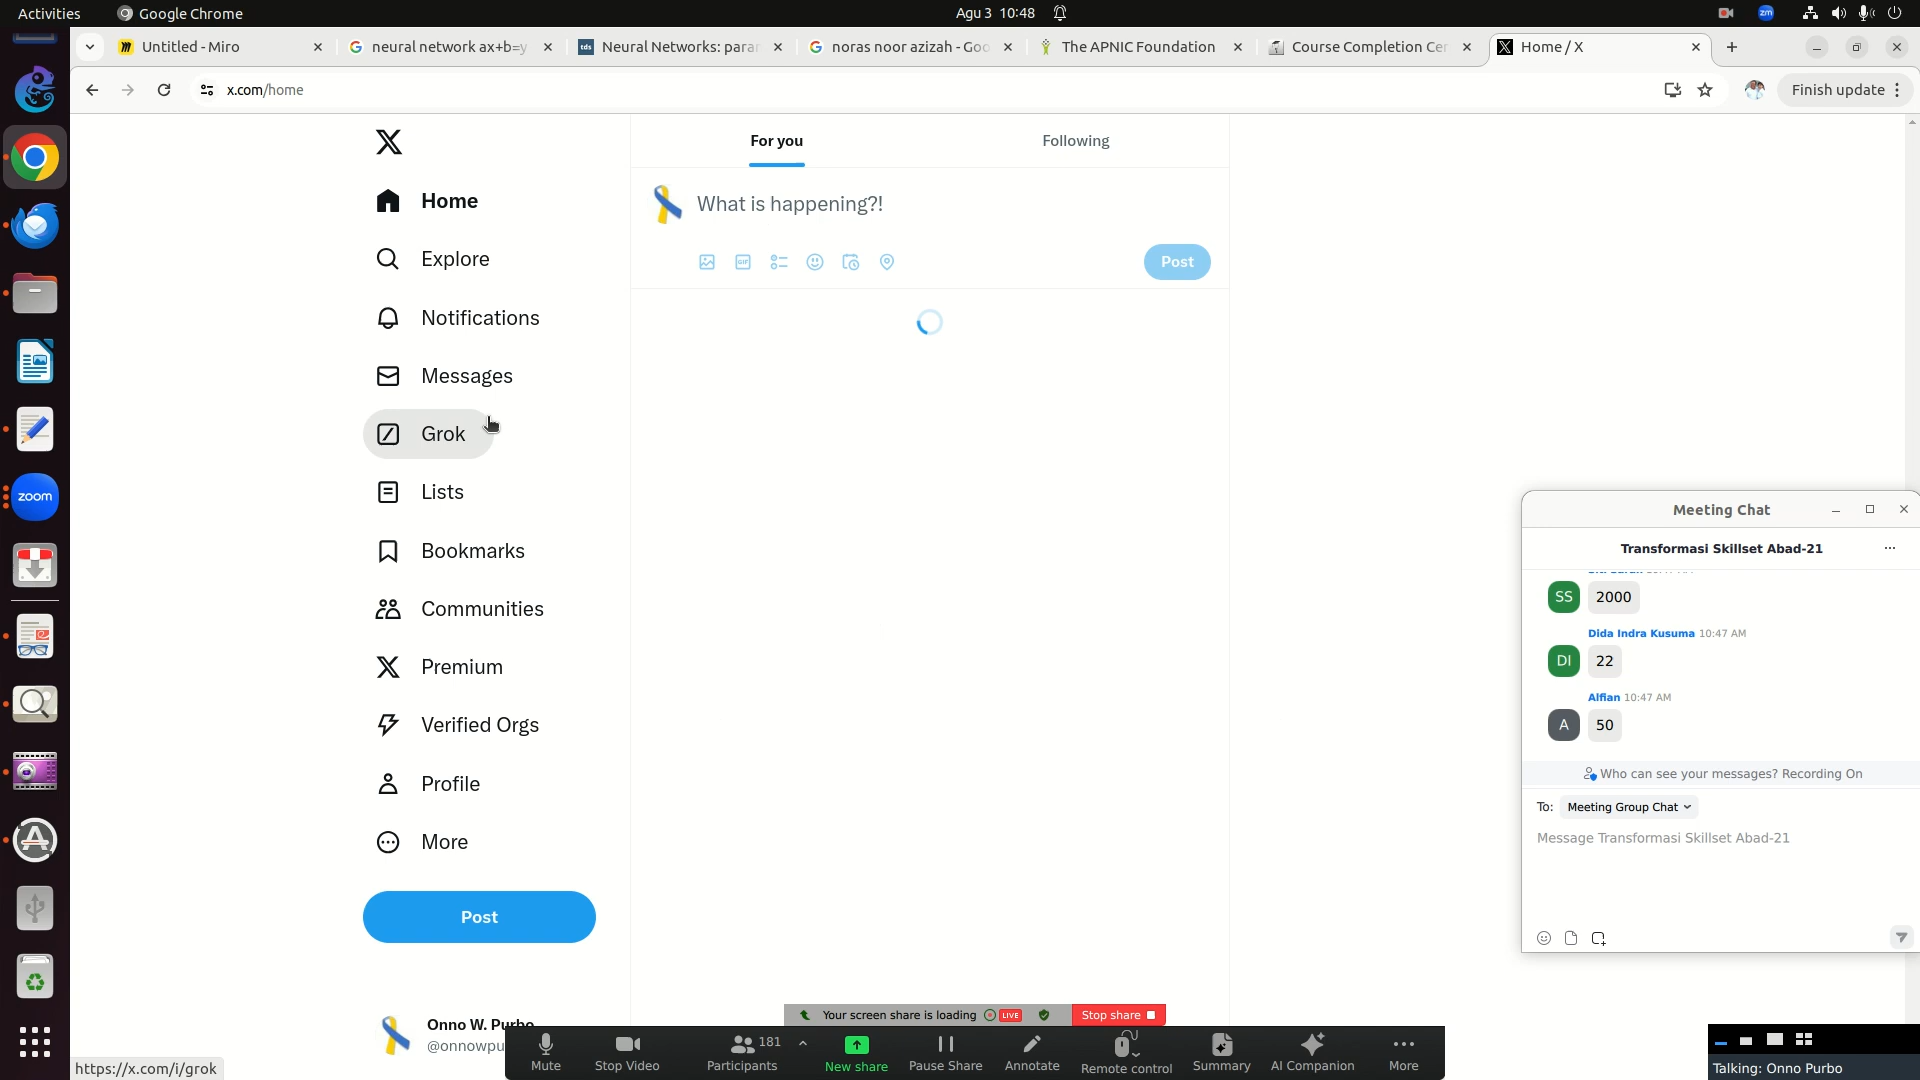 Activities
Google Chrome
Agu 3 10:48
zm
Untitled - Miro
neural network ax+b=y
tds
Neural Networks: para
noras noor azizah - Goo
The APNIC Foundation
Course Completion Cer
Home / X
x.com/home
Finish update
zoom
Home
Explore
Notifications
Messages
Grok
Lists
Bookmarks
Communities
Premium
Verified Orgs
Profile
More
Post
Onno W. Purbo
@onnowpu
https://x.com/i/grok
For you
Following
What is happening?!
GIF
Post
Meeting Chat
Transformasi Skillset Abad-21
SS
2000
Dida Indra Kusuma 10:47 AM
DI
22
Alfian 10:47 AM
A
50
Who can see your messages? Recording On
To: Meeting Group Chat
Message Transformasi Skillset Abad-21
Your screen share is loading
LIVE
Stop share
Mute
Stop Video
Participants
181
New share
Pause Share
Annotate
Remote control
Summary
AI Companion
More
Talking: Onno Purbo